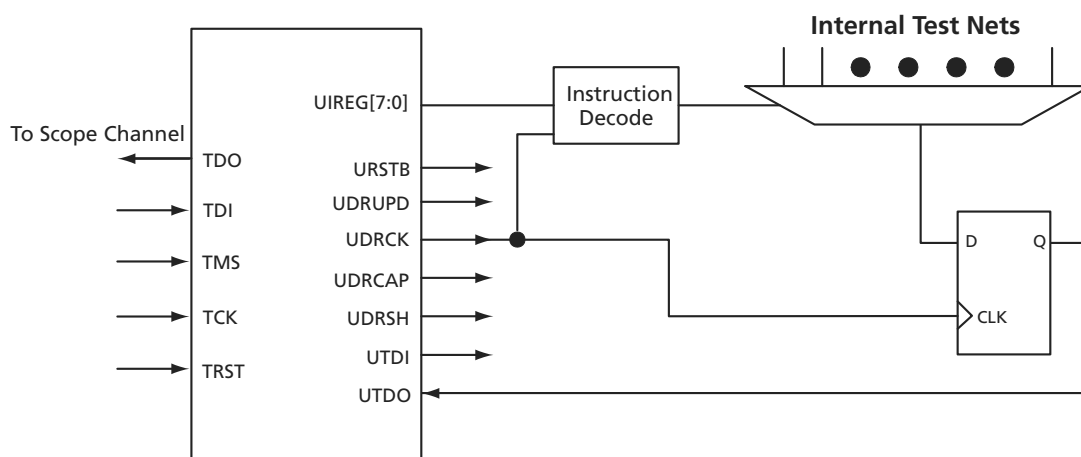 Internal Test Nets
UIREG[7:0]
Instruction
Decode
To Scope Channel
TDO
TDI
TMS
TCK
TRST
URSTB
UDRUPD
UDRCK
UDRCAP
UDRSH
UTDI
UTDO
D
Q
CLK